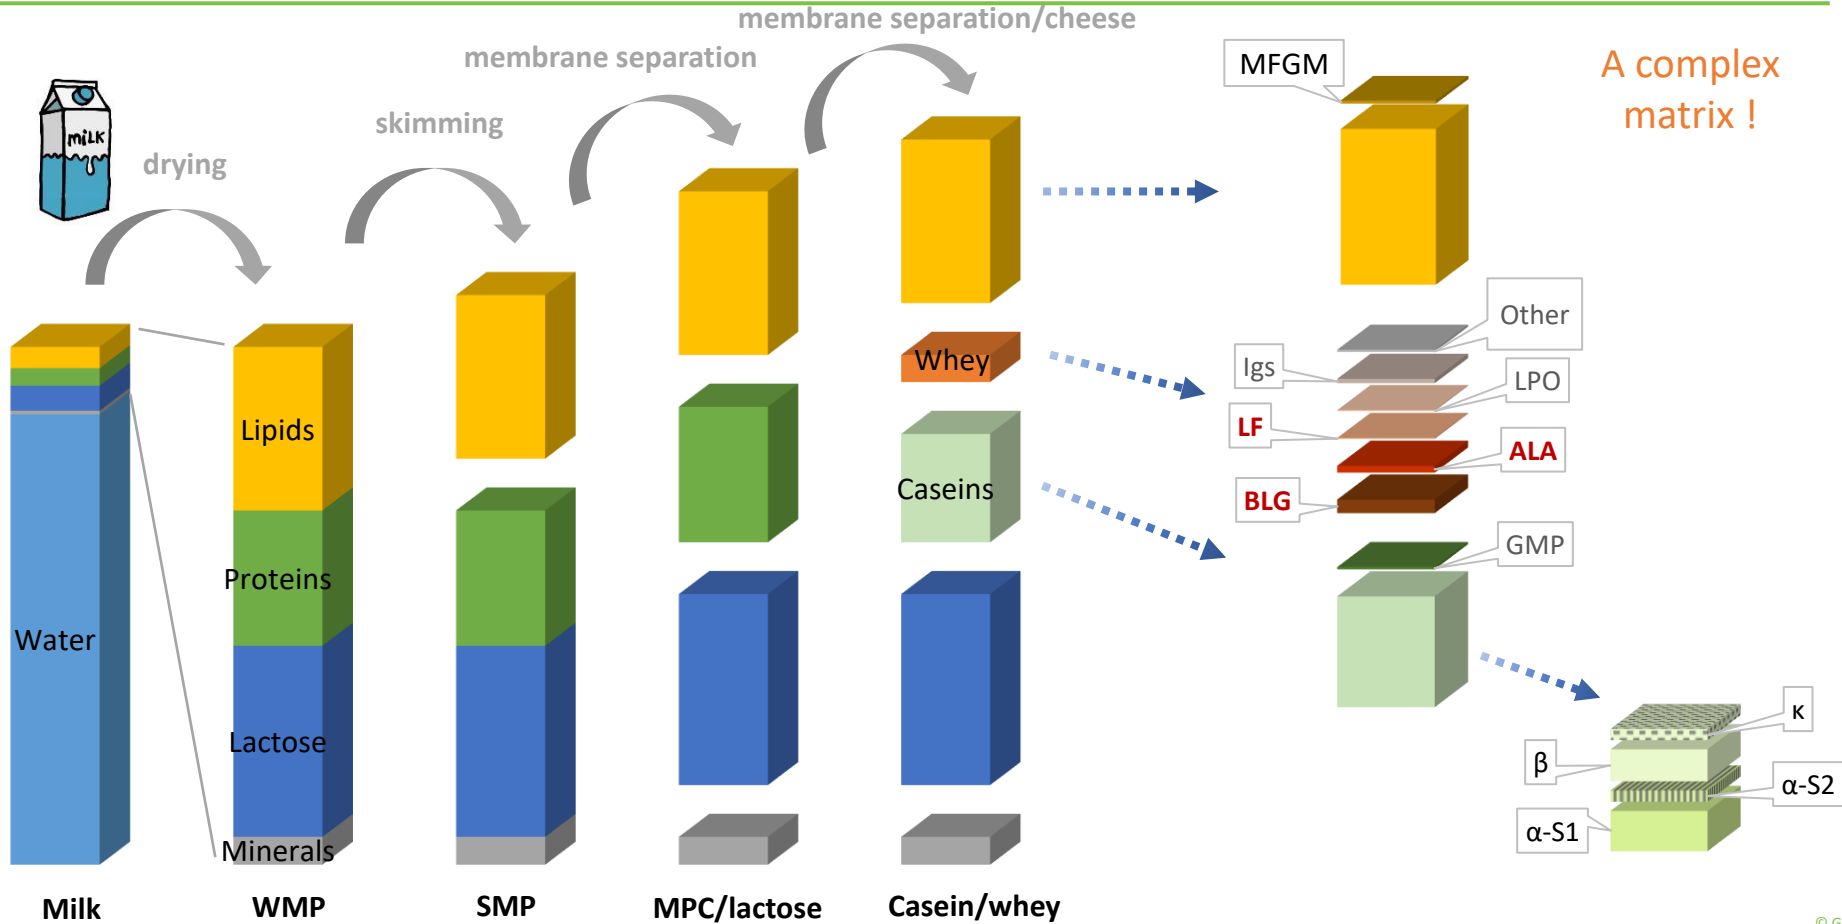 membrane separation/cheese
membrane separation
skimming
drying
miLK
A complex
matrix !
MFGM
Other
Igs
LPO
LF
ALA
BLG
GMP
Whey
Caseins
Lipids
Proteins
Lactose
Minerals
Water
κ
β
α-S2
α-S1
Milk
WMP
SMP
MPC/lactose
Casein/whey
© G